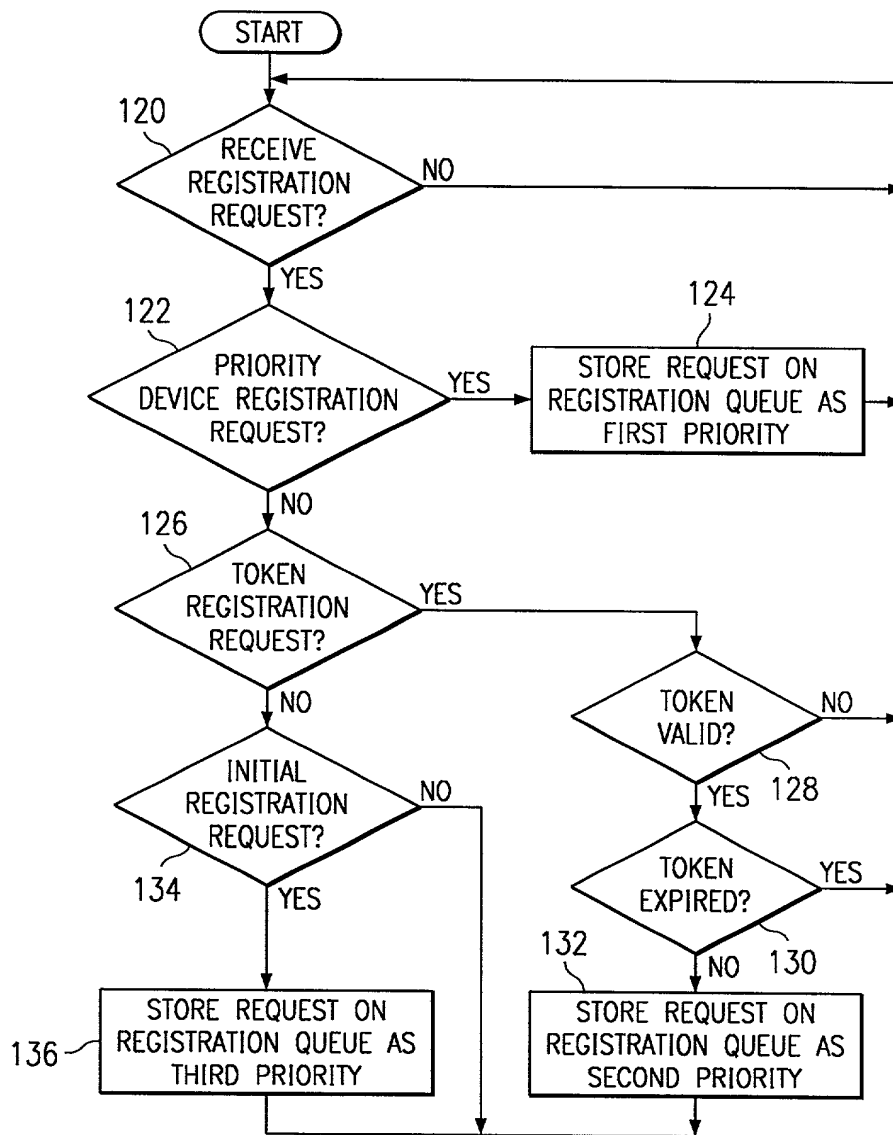 START
120
RECEIVE
REGISTRATION
REQUEST?
NO
YES
122
PRIORITY
DEVICE REGISTRATION
REQUEST?
YES
124
STORE REQUEST ON
REGISTRATION QUEUE AS
FIRST PRIORITY
NO
126
TOKEN
REGISTRATION
REQUEST?
YES
NO
TOKEN
VALID?
NO
128
YES
INITIAL
REGISTRATION
REQUEST?
NO
134
YES
TOKEN
EXPIRED?
YES
130
NO
132
STORE REQUEST ON
REGISTRATION QUEUE AS
SECOND PRIORITY
136
STORE REQUEST ON
REGISTRATION QUEUE AS
THIRD PRIORITY